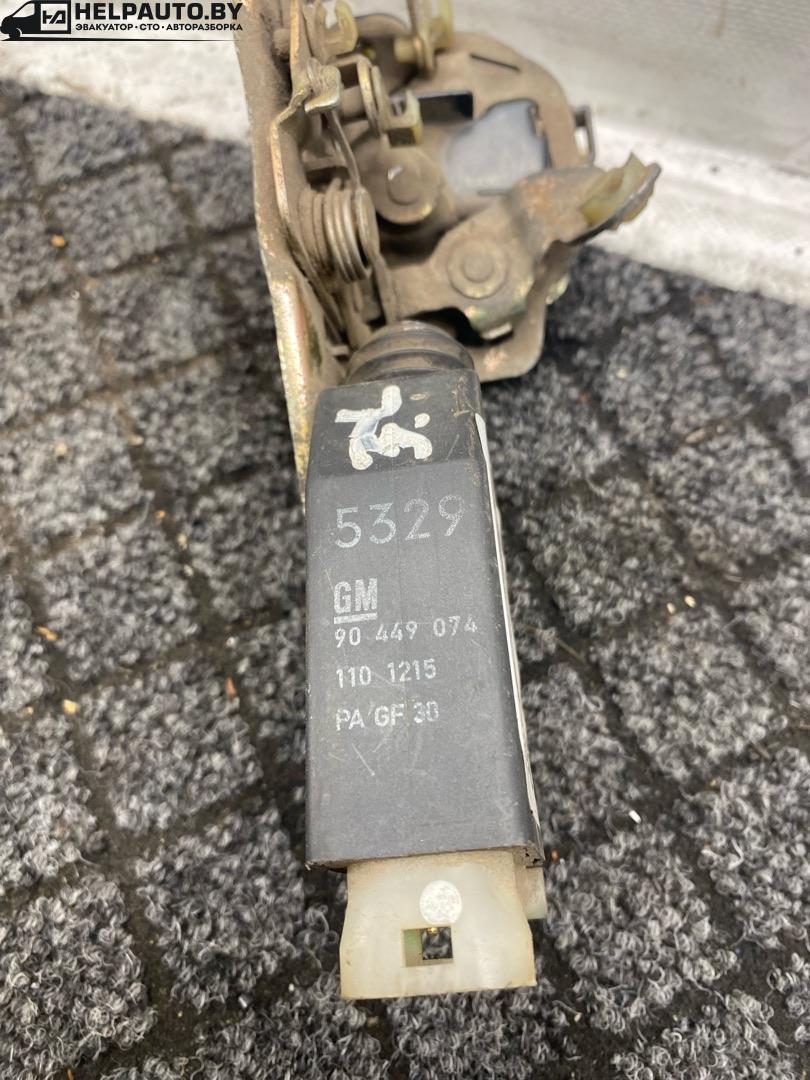 HELPAUTO.BY
ЭВАКУАТОР • СТО • АВТОРАЗБОРКА
5329
GM
90 449 074
110 1215
PA GF 30